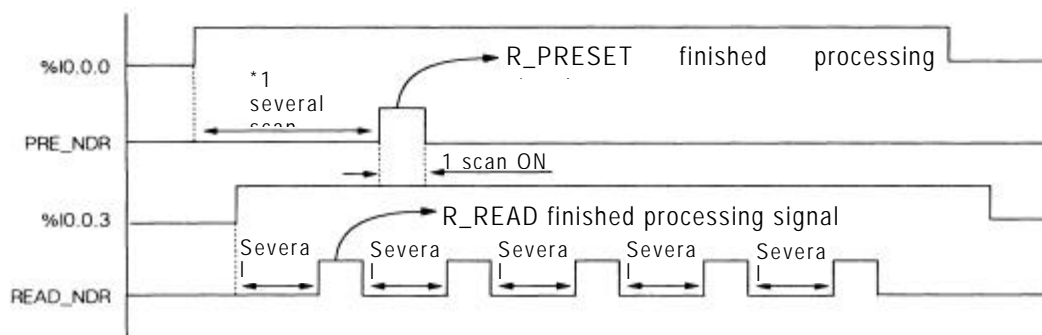 R_PRESET finished processing
%I0.0.0
*1
several
scan
PRE_NDR
1 scan ON
%I0.0.3
R_READ finished processing signal
Severa
l
Severa
l
Severa
l
Severa
l
Severa
l
READ_NDR